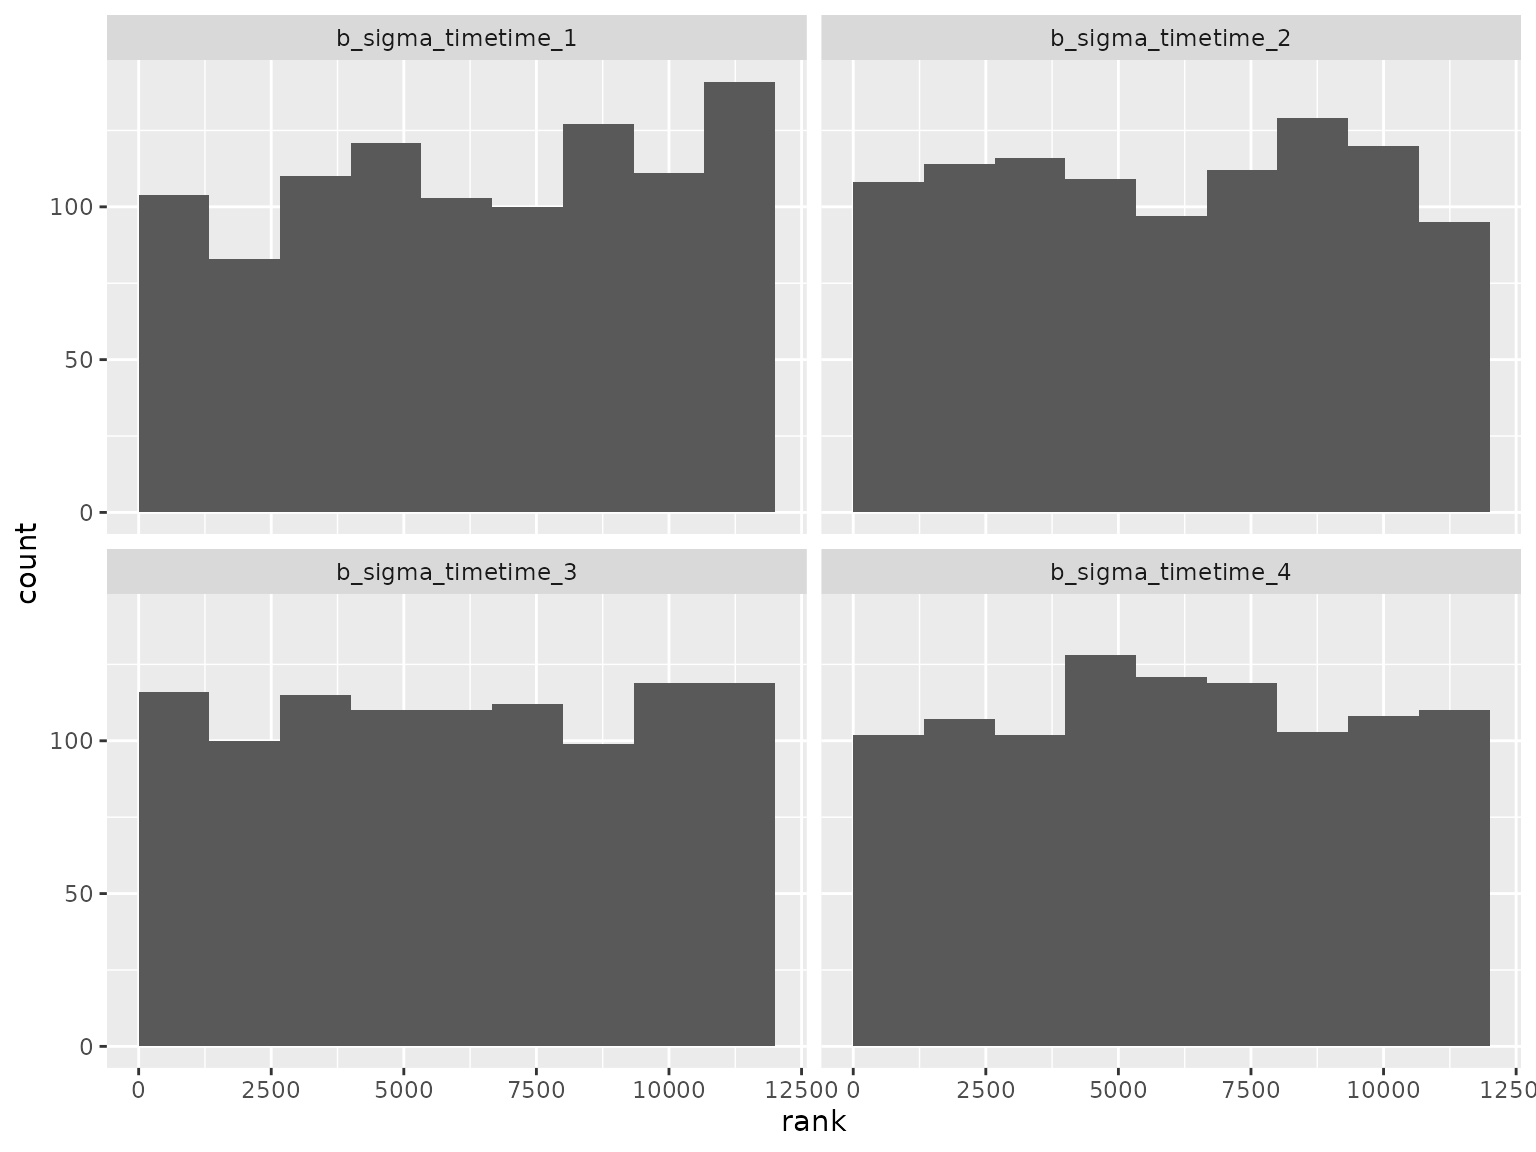 b_sigma_timetime_1
b_sigma_timetime_2
100
50
0
b_sigma_timetime_3
b_sigma_timetime_4
100
50
0
0 2500 5000 7500 10000 12500
0 2500 5000 7500 10000 1250
rank
count